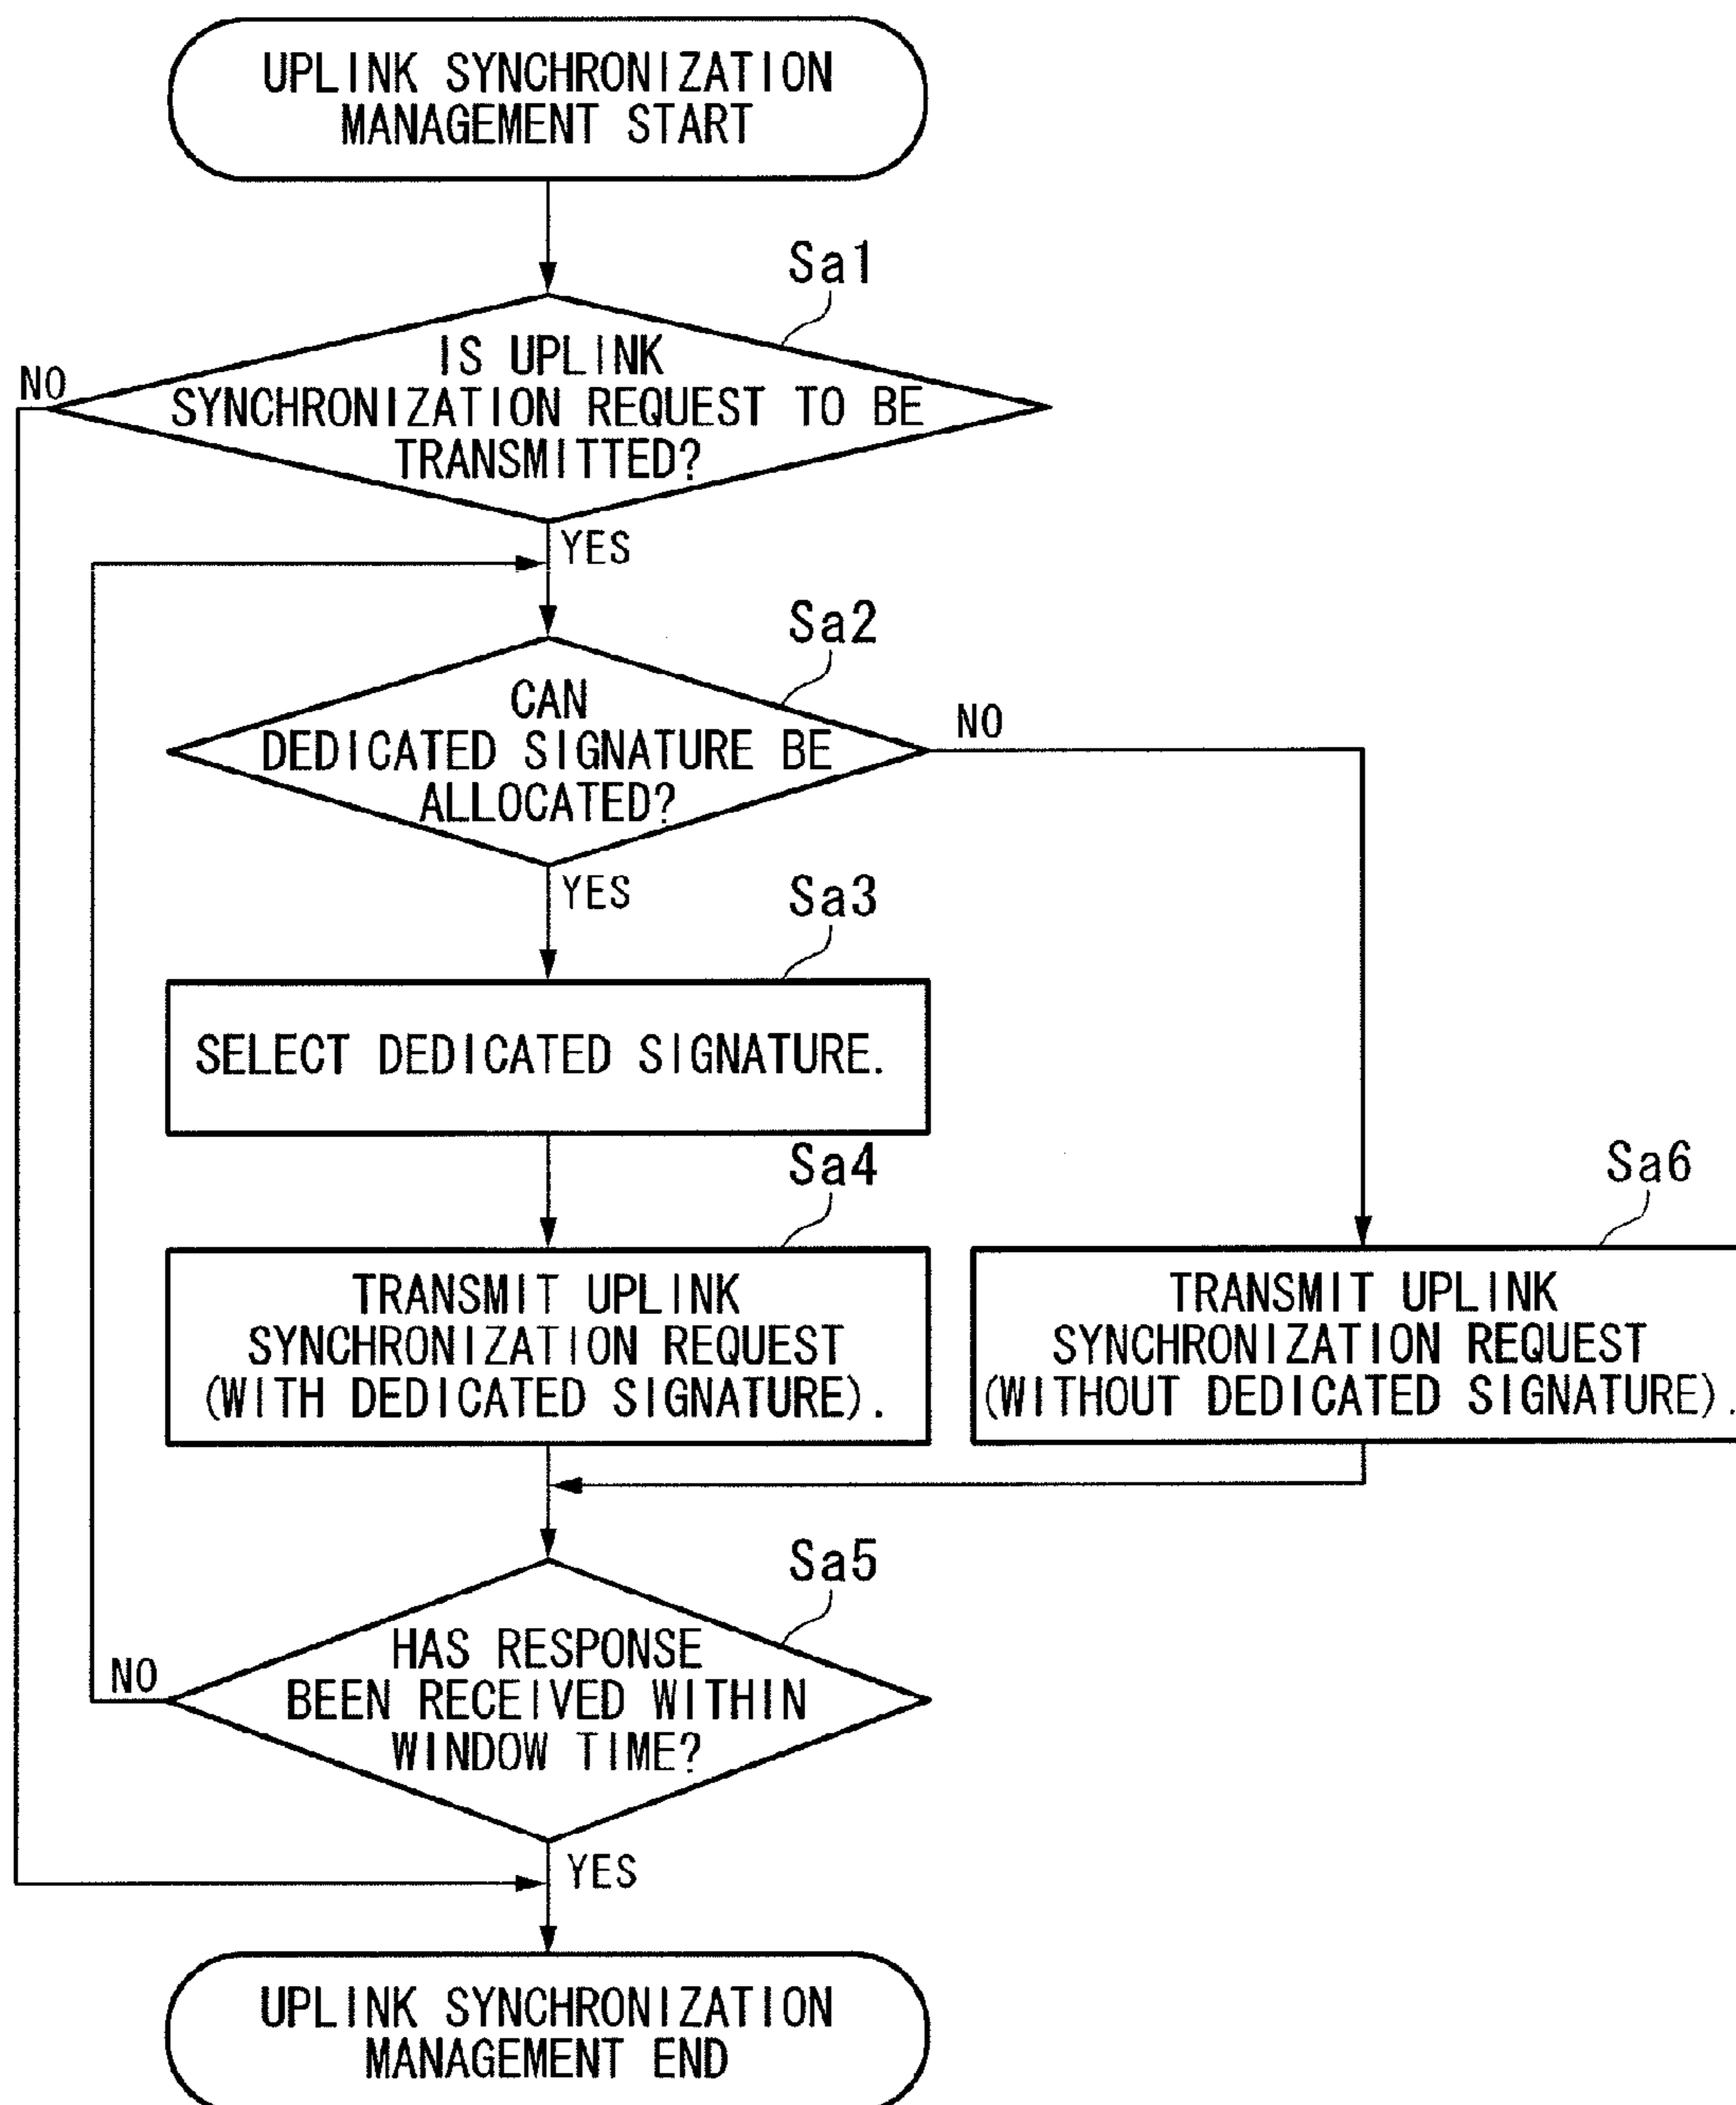 UPLINK SYNCHRONIZATION
MANAGEMENT START
Sa1
IS UPLINK
SYNCHRONIZATION REQUEST TO BE
TRANSMITTED?
NO
YES
Sa2
CAN
DEDICATED SIGNATURE BE
ALLOCATED?
NO
YES
Sa3
SELECT DEDICATED SIGNATURE.
Sa4
TRANSMIT UPLINK
SYNCHRONIZATION REQUEST
(WITH DEDICATED SIGNATURE).
Sa6
TRANSMIT UPLINK
SYNCHRONIZATION REQUEST
(WITHOUT DEDICATED SIGNATURE).
Sa5
HAS RESPONSE
BEEN RECEIVED WITHIN
WINDOW TIME?
NO
YES
UPLINK SYNCHRONIZATION
MANAGEMENT END